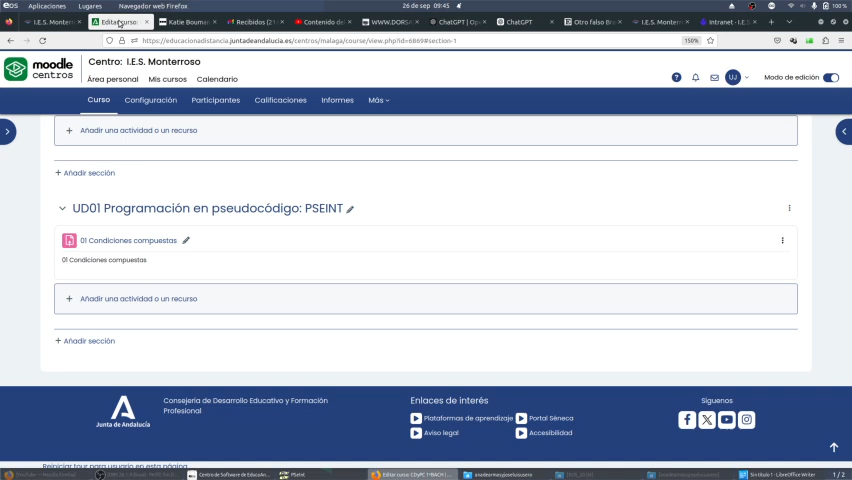 eos Aplicaciones Lugares Navegador web Firefox 26 de sep 09:45 100 %
I.E.S. Monterro Editar curso Katie Bouman Recibidos (21 Contenido de WWW.DORSA ChatGPT | Op ChatGPT Otro falso Bra I.E.S. Monterr Intranet - I.E.S
https://educacionadistancia.juntadeandalucia.es/centros/malaga/course/view.php?id=6869#section-1 150%
moodle centros
Centro: I.E.S. Monterroso
Área personal Mis cursos Calendario UJ Modo de edición
Curso Configuración Participantes Calificaciones Informes Más
+ Añadir una actividad o un recurso
+ Añadir sección
UD01 Programación en pseudocódigo: PSEINT
01 Condiciones compuestas
01 Condiciones compuestas
+ Añadir una actividad o un recurso
+ Añadir sección
Junta de Andalucía
Consejería de Desarrollo Educativo y Formación
Profesional
Enlaces de interés
Plataformas de aprendizaje Portal Séneca
Aviso legal Accesibilidad
Síguenos
Reiniciar tour para usuario en esta página
Centro de Software de EducaAn... PSeInt Editar curso: CDyPC 1ºBACH |... Sin título 1 - LibreOffice Writer 1 / 2